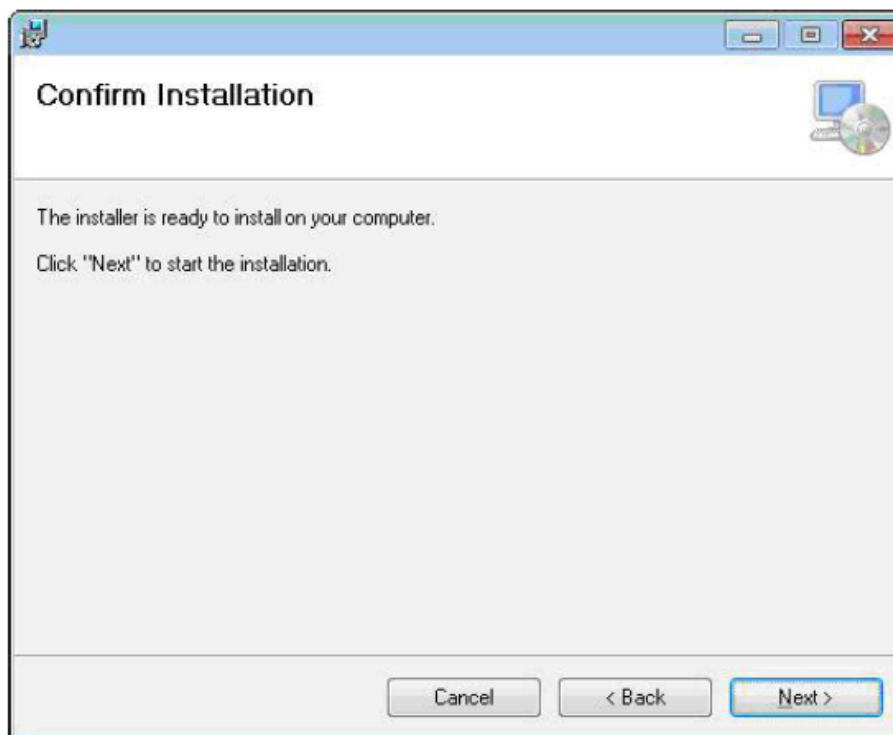 Confirm Installation
The installer is ready to install on your computer.
Click "Next" to start the installation.
Cancel
< Back
Next >